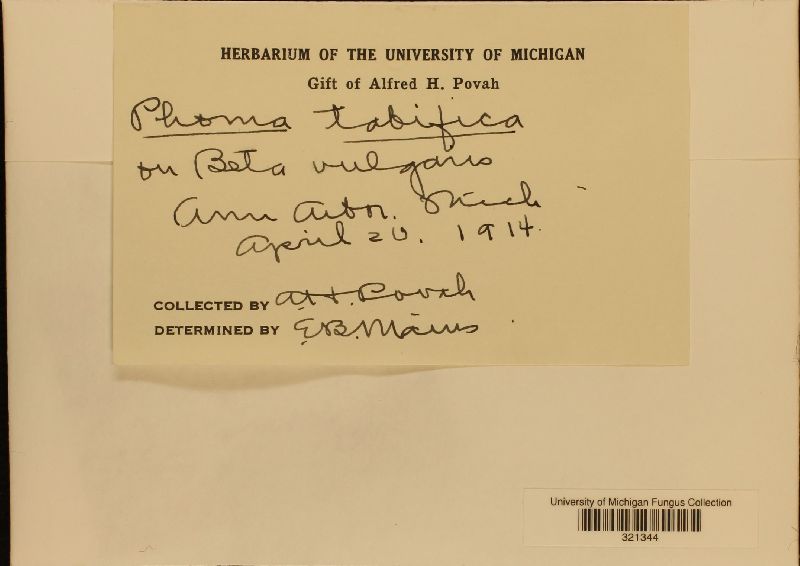 HERBARIUM OF THE UNIVERSITY OF MICHIGAN
Gift of Alfred H. Povah
Phoma tabifica
on Beta vulgaris
Ann Arbor. Mich
April 20. 1914.
COLLECTED BY A.H. Povah
DETERMINED BY E.B. Mains
University of Michigan Fungus Collection
321344